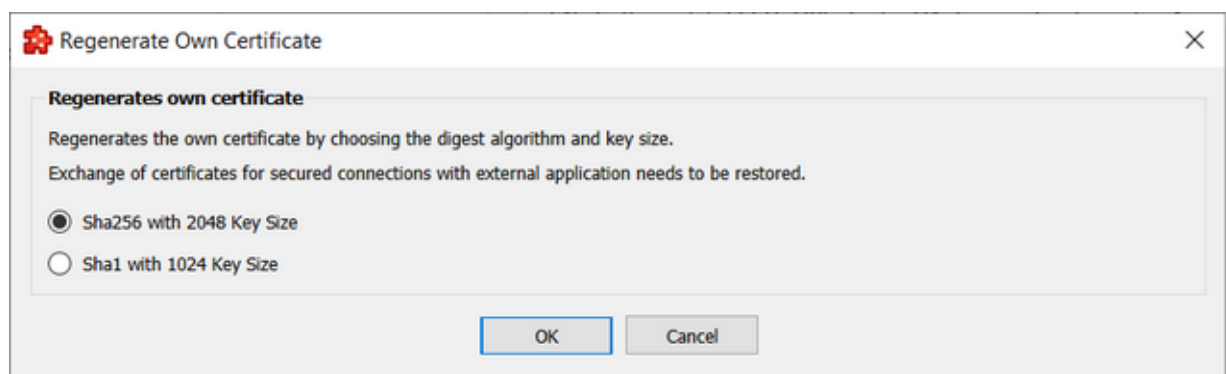 Regenerate Own Certificate
Regenerates own certificate
Regenerates the own certificate by choosing the digest algorithm and key size.
Exchange of certificates for secured connections with external application needs to be restored.
Sha256 with 2048 Key Size
Sha1 with 1024 Key Size
OK Cancel